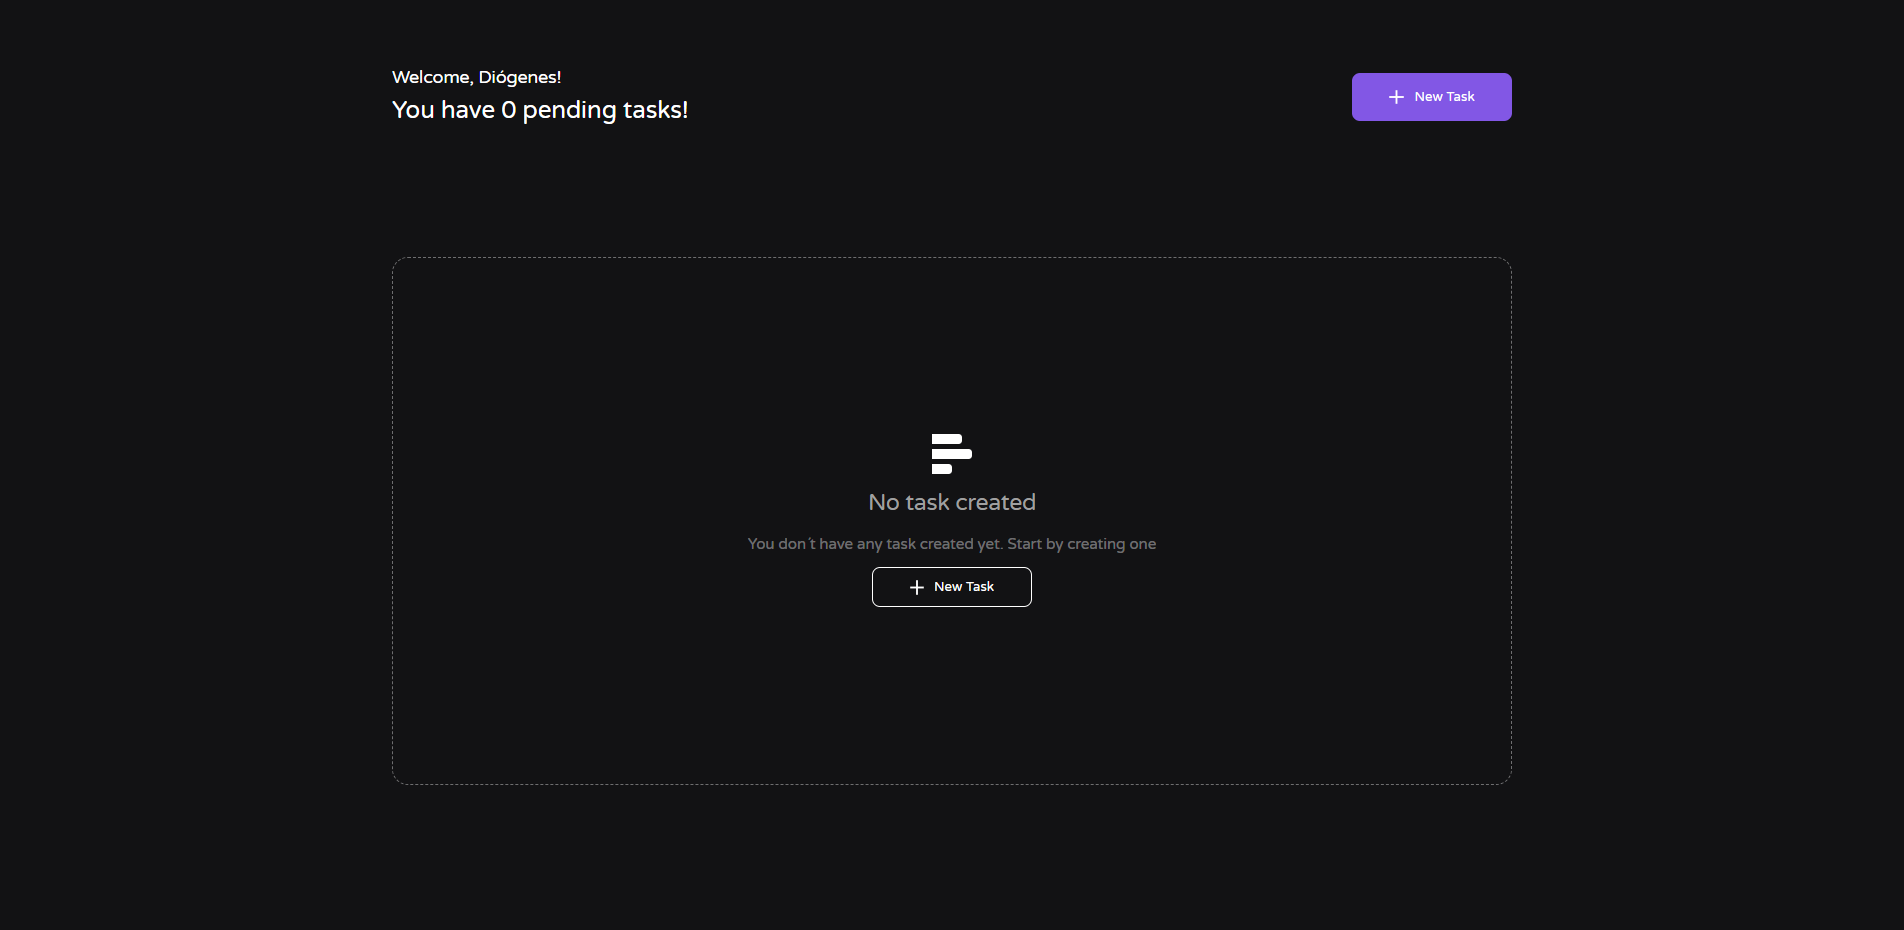 Welcome, Diógenes!
You have 0 pending tasks!
New Task
No task created
You don´t have any task created yet. Start by creating one
New Task